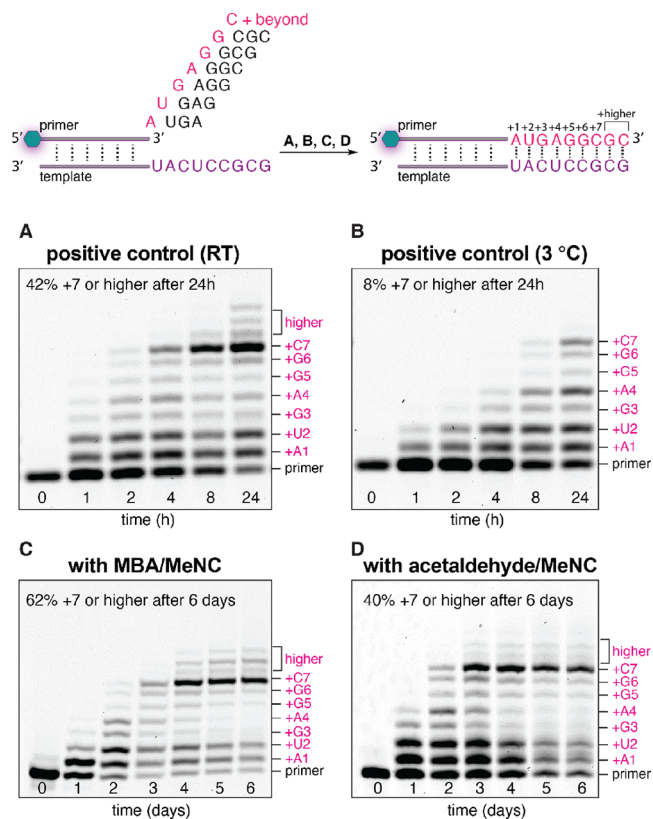 C + beyond
G CGC
G GCG
A GGC
G AGG
U GAG
A UGA
5′ primer 3′
3′ template UACUCCGCG
A, B, C, D
+higher
+1 +2 +3 +4 +5 +6 +7
5′ primer AUGAGGCGC 3′
3′ template UACUCCGCG
A
positive control (RT)
42% +7 or higher after 24h
higher
+C7
+G6
+G5
+A4
+G3
+U2
+A1
primer
0 1 2 4 8 24
time (h)
B
positive control (3 °C)
8% +7 or higher after 24h
+C7
+G6
+G5
+A4
+G3
+U2
+A1
primer
0 1 2 4 8 24
time (h)
C
with MBA/MeNC
62% +7 or higher after 6 days
higher
+C7
+G6
+G5
+A4
+G3
+U2
+A1
primer
0 1 2 3 4 5 6
time (days)
D
with acetaldehyde/MeNC
40% +7 or higher after 6 days
higher
+C7
+G6
+G5
+A4
+G3
+U2
+A1
primer
0 1 2 3 4 5 6
time (days)